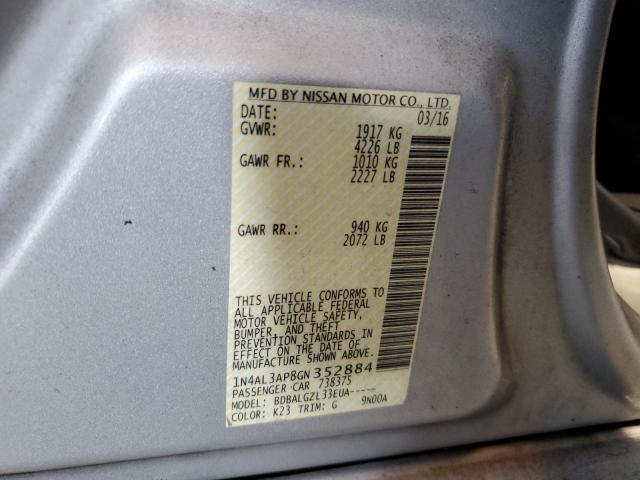 MFD BY NISSAN MOTOR CO., LTD.
DATE: 03/16
GVWR: 1917 KG
4226 LB
GAWR FR.: 1010 KG
2227 LB
GAWR RR.: 940 KG
2072 LB
THIS VEHICLE CONFORMS TO
ALL APPLICABLE FEDERAL
MOTOR VEHICLE SAFETY,
BUMPER, AND THEFT
PREVENTION STANDARDS IN
EFFECT ON THE DATE OF
MANUFACTURE SHOWN ABOVE.
1N4AL3AP8GN352884
PASSENGER CAR 738375
MODEL: BDBALGZL33EUA-----
COLOR: K23 TRIM: G 9N00A